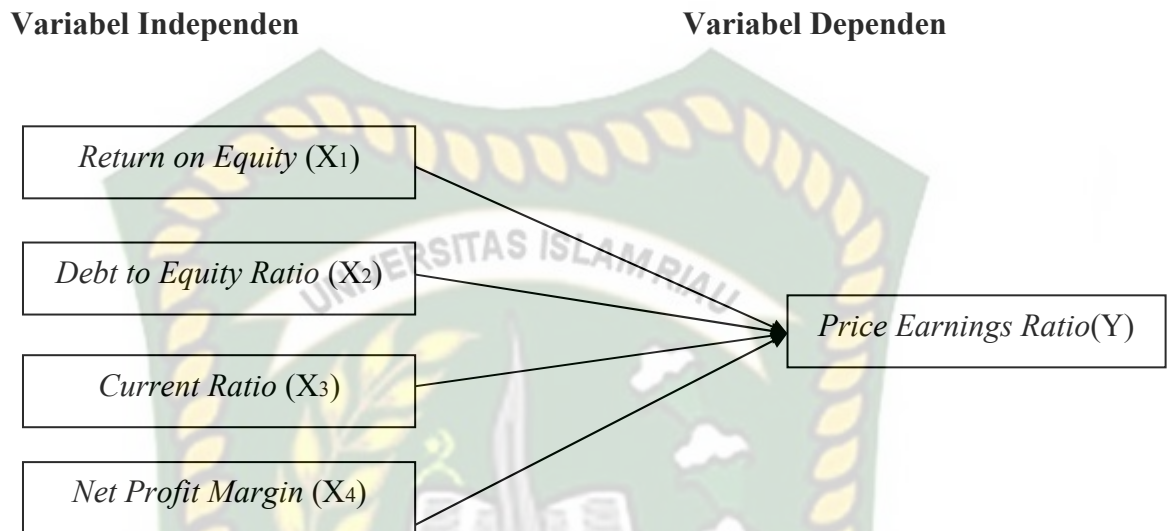 Variabel Independen Variabel Dependen
Return on Equity (X1)
UNIVERSITAS ISLAM RIAU
Debt to Equity Ratio (X2)
Price Earnings Ratio(Y)
Current Ratio (X3)
Net Profit Margin (X4)